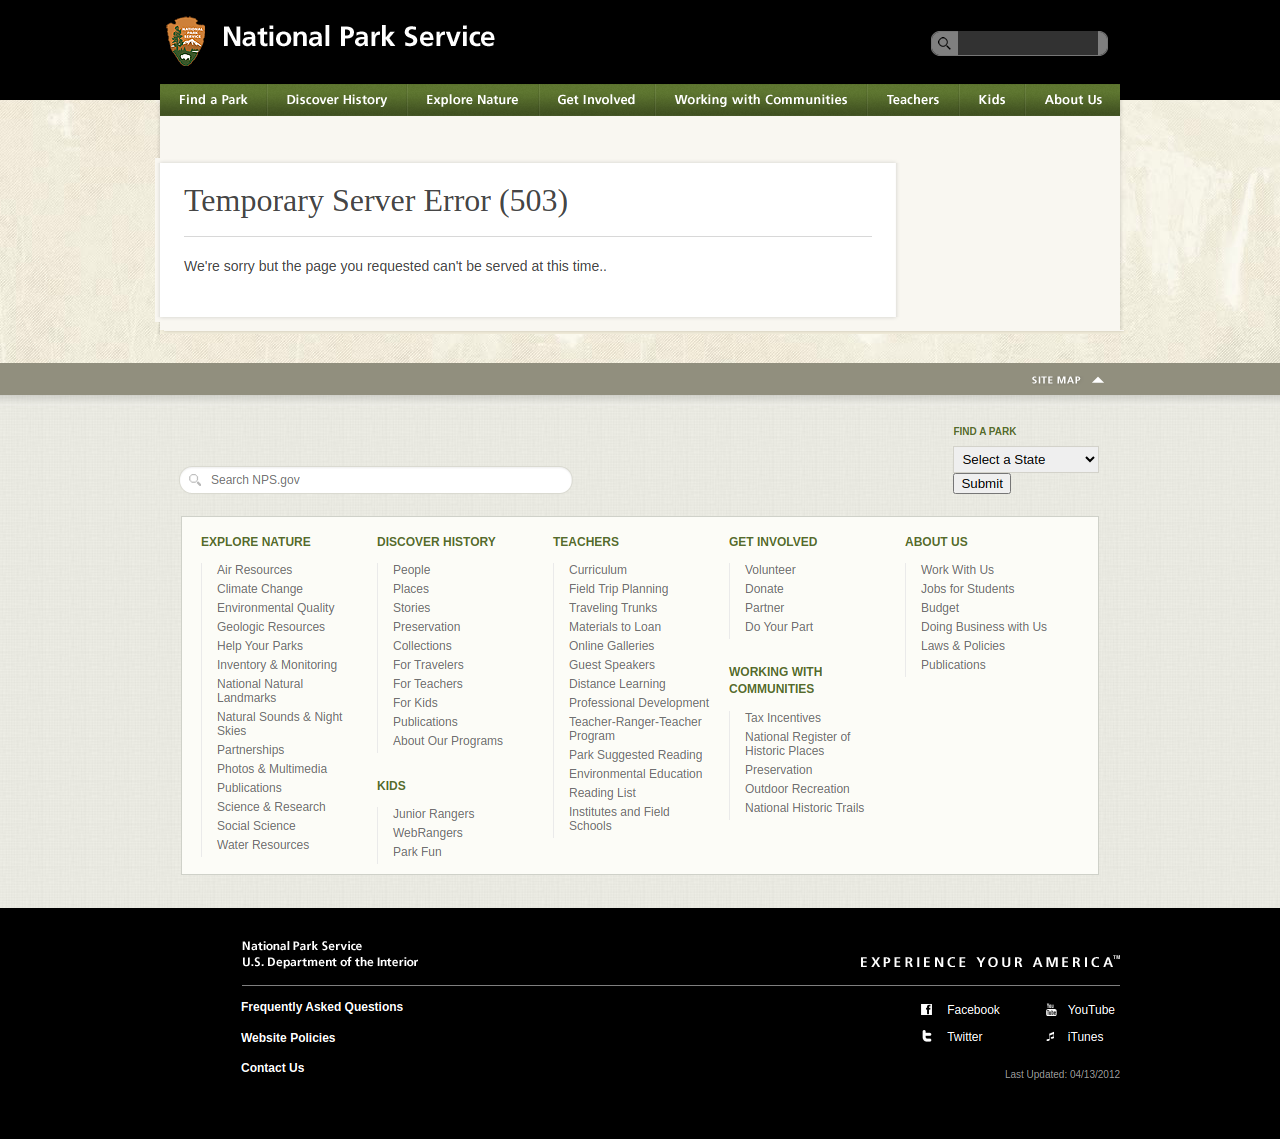 National Park Service
Find a Park Discover History Explore Nature Get Involved Working with Communities Teachers Kids About Us
Temporary Server Error (503)
We're sorry but the page you requested can't be served at this time..
SITE MAP
FIND A PARK
Select a State
Search NPS.gov
Submit
EXPLORE NATURE
Air Resources
Climate Change
Environmental Quality
Geologic Resources
Help Your Parks
Inventory & Monitoring
National Natural
Landmarks
Natural Sounds & Night
Skies
Partnerships
Photos & Multimedia
Publications
Science & Research
Social Science
Water Resources
DISCOVER HISTORY
People
Places
Stories
Preservation
Collections
For Travelers
For Teachers
For Kids
Publications
About Our Programs
KIDS
Junior Rangers
WebRangers
Park Fun
TEACHERS
Curriculum
Field Trip Planning
Traveling Trunks
Materials to Loan
Online Galleries
Guest Speakers
Distance Learning
Professional Development
Teacher-Ranger-Teacher
Program
Park Suggested Reading
Environmental Education
Reading List
Institutes and Field
Schools
GET INVOLVED
Volunteer
Donate
Partner
Do Your Part
WORKING WITH
COMMUNITIES
Tax Incentives
National Register of
Historic Places
Preservation
Outdoor Recreation
National Historic Trails
ABOUT US
Work With Us
Jobs for Students
Budget
Doing Business with Us
Laws & Policies
Publications
National Park Service
U.S. Department of the Interior
EXPERIENCE YOUR AMERICA™
Frequently Asked Questions
Website Policies
Contact Us
Facebook
YouTube
Twitter
iTunes
Last Updated: 04/13/2012